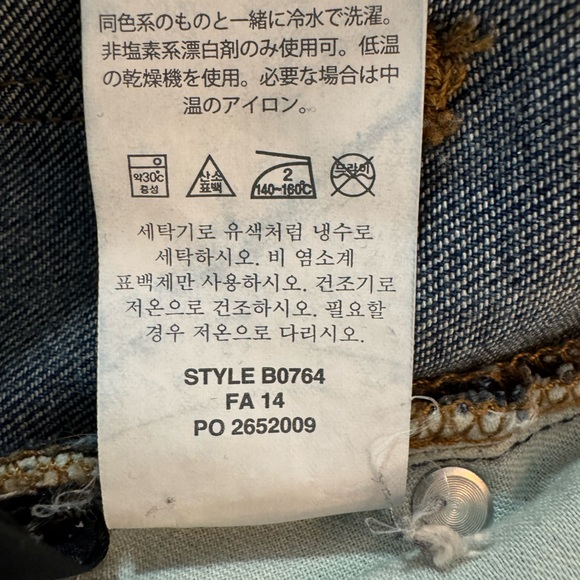 同色系のものと一緒に冷水で洗濯。
非塩素系漂白剤のみ使用可。低温
の乾燥機を使用。必要な場合は中
温のアイロン。
약30℃
중성
산소
표백
2
140~160℃
드라이
세탁기로 유색처럼 냉수로
세탁하시오. 비 염소계
표백제만 사용하시오. 건조기로
저온으로 건조하시오. 필요할
경우 저온으로 다리시오.
STYLE B0764
FA 14
PO 2652009